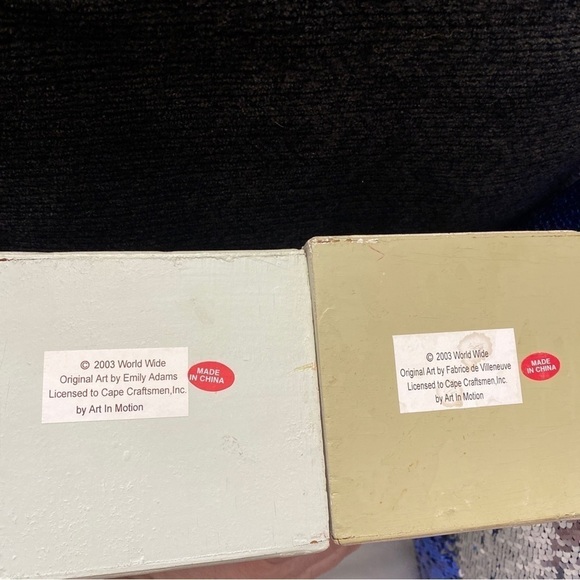 © 2003 World Wide
Original Art by Emily Adams
Licensed to Cape Craftsmen,Inc.
by Art In Motion
MADE
IN CHINA
© 2003 World Wide
Original Art by Fabrice de Villeneuve
Licensed to Cape Craftsmen,Inc.
by Art In Motion
MADE
IN CHINA